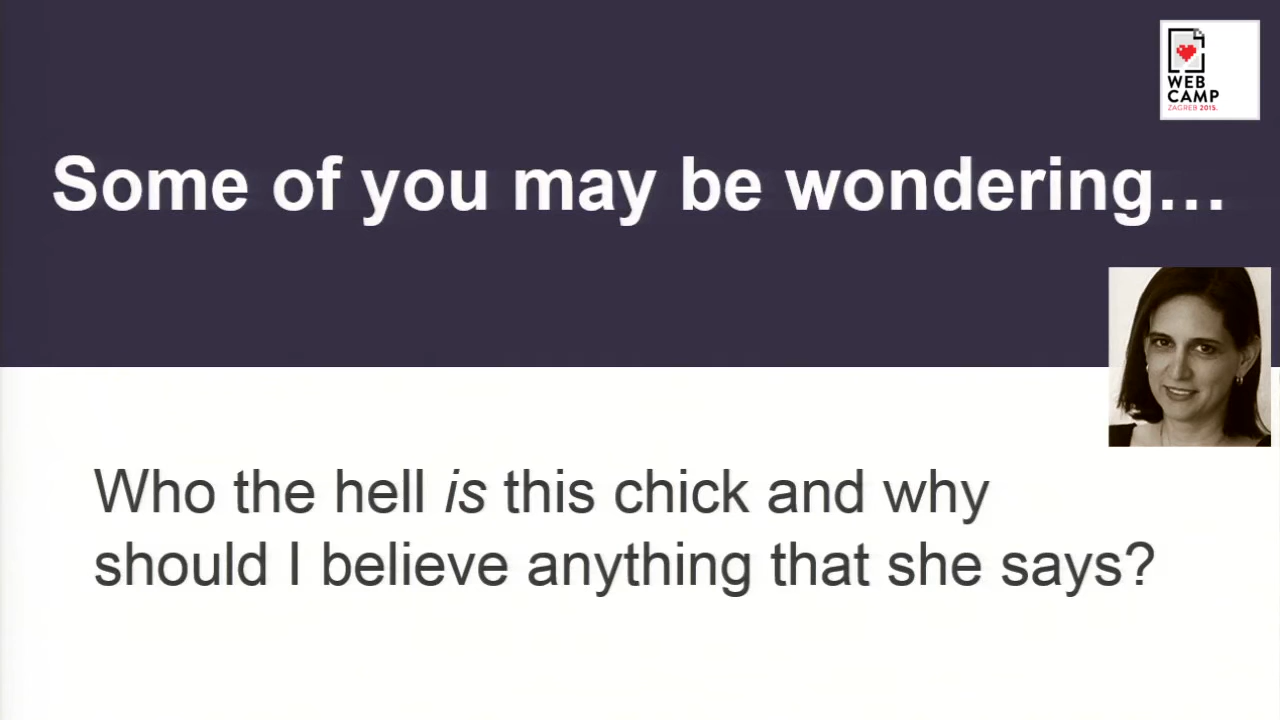 WEB
CAMP
ZAGREB 2015.
Some of you may be wondering…
Who the hell is this chick and why
should I believe anything that she says?